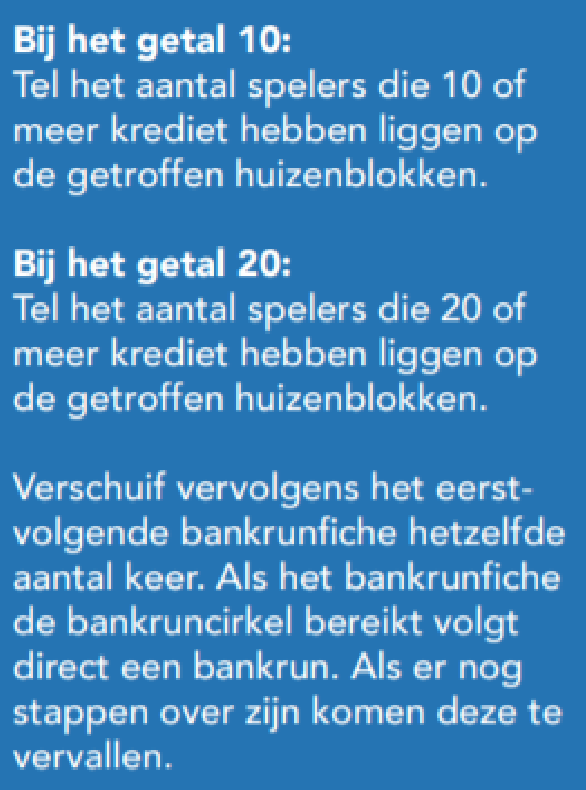 Bij het getal 10:
Tel het aantal spelers die 10 of
meer krediet hebben liggen op
de getroffen huizenblokken.
Bij het getal 20:
Tel het aantal spelers die 20 of
meer krediet hebben liggen op
de getroffen huizenblokken.
Verschuif vervolgens het eerst-
volgende bankrunfiche hetzelfde
aantal keer. Als het bankrunfiche
de bankruncirkel bereikt volgt
direct een bankrun. Als er nog
stappen over zijn komen deze te
vervallen.